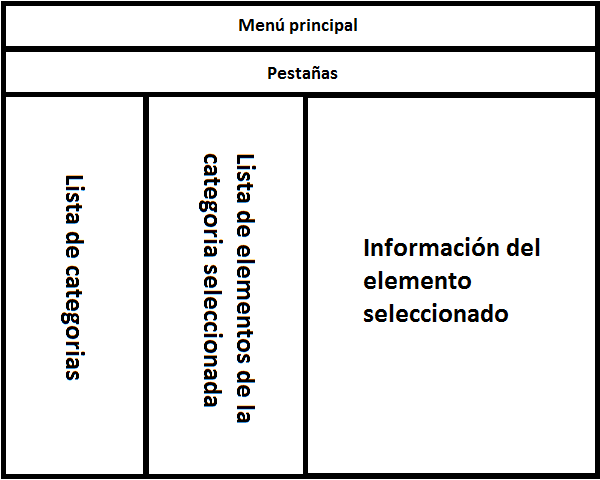 Menú principal
Pestañas
Lista de categorias
Lista de elementos de la
categoria seleccionada
Información del
elemento
seleccionado